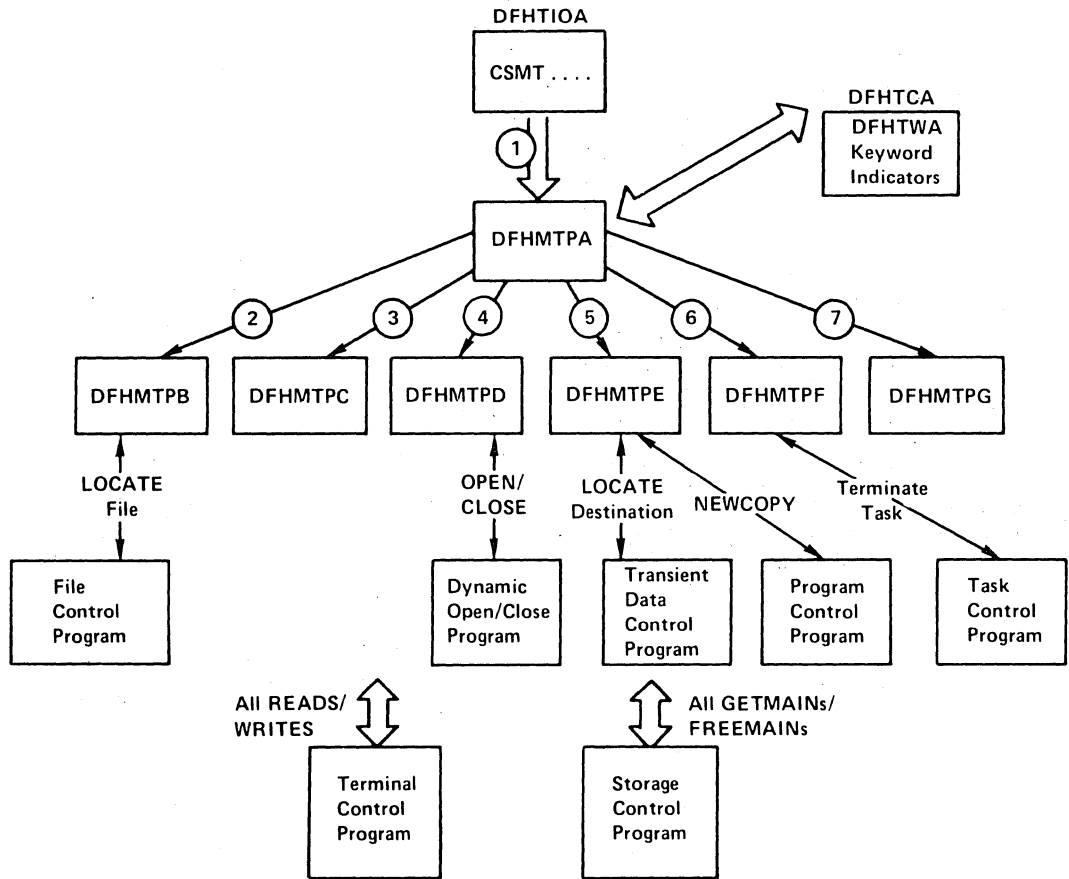 DFHTIOA
CSMT ....
DFHTCA
DFHTWA
Keyword
Indicators
1
DFHMTPA
2
3
4
5
6
7
DFHMTPB
DFHMTPC
DFHMTPD
DFHMTPE
DFHMTPF
DFHMTPG
LOCATE
File
OPEN/
CLOSE
LOCATE
Destination
NEWCOPY
Terminate
Task
File
Control
Program
Dynamic
Open/Close
Program
Transient
Data
Control
Program
Program
Control
Program
Task
Control
Program
All READS/
WRITES
All GETMAINs/
FREEMAINs
Terminal
Control
Program
Storage
Control
Program